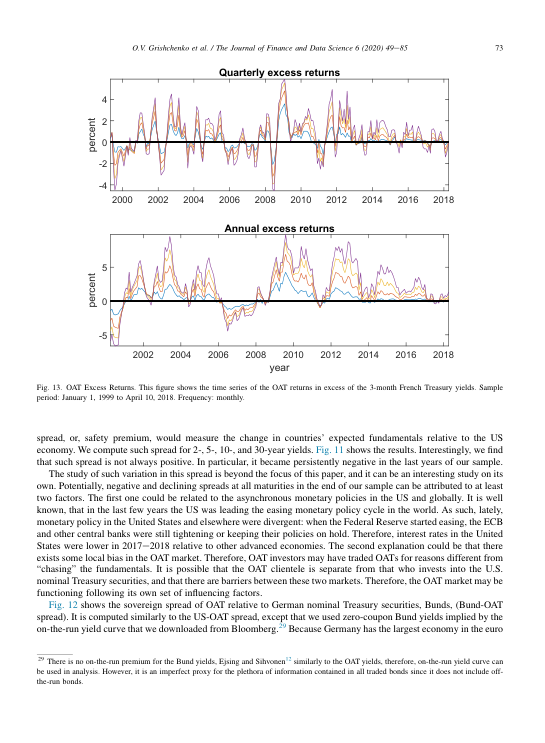 O.V. Grishchenko et al. / The Journal of Finance and Data Science 6 (2020) 49—85
73
Quarterly excess returns
percent
4
2
0
-2
-4
2000 2002 2004 2006 2008 2010 2012 2014 2016 2018
Annual excess returns
percent
5
0
-5
2002 2004 2006 2008 2010 2012 2014 2016 2018
year
Fig. 13. OAT Excess Returns. This figure shows the time series of the OAT returns in excess of the 3-month French Treasury yields. Sample
period: January 1, 1999 to April 10, 2018. Frequency: monthly.
spread, or, safety premium, would measure the change in countries' expected fundamentals relative to the US
economy. We compute such spread for 2-, 5-, 10-, and 30-year yields. Fig. 11 shows the results. Interestingly, we find
that such spread is not always positive. In particular, it became persistently negative in the last years of our sample.
The study of such variation in this spread is beyond the focus of this paper, and it can be an interesting study on its
own. Potentially, negative and declining spreads at all maturities in the end of our sample can be attributed to at least
two factors. The first one could be related to the asynchronous monetary policies in the US and globally. It is well
known, that in the last few years the US was leading the easing monetary policy cycle in the world. As such, lately,
monetary policy in the United States and elsewhere were divergent: when the Federal Reserve started easing, the ECB
and other central banks were still tightening or keeping their policies on hold. Therefore, interest rates in the United
States were lower in 2017—2018 relative to other advanced economies. The second explanation could be that there
exists some local bias in the OAT market. Therefore, OAT investors may have traded OATs for reasons different from
"chasing" the fundamentals. It is possible that the OAT clientele is separate from that who invests into the U.S.
nominal Treasury securities, and that there are barriers between these two markets. Therefore, the OAT market may be
functioning following its own set of influencing factors.
Fig. 12 shows the sovereign spread of OAT relative to German nominal Treasury securities, Bunds, (Bund-OAT
spread). It is computed similarly to the US-OAT spread, except that we used zero-coupon Bund yields implied by the
on-the-run yield curve that we downloaded from Bloomberg.29 Because Germany has the largest economy in the euro
29 There is no on-the-run premium for the Bund yields, Ejsing and Sihvonen12 similarly to the OAT yields, therefore, on-the-run yield curve can
be used in analysis. However, it is an imperfect proxy for the plethora of information contained in all traded bonds since it does not include off-
the-run bonds.